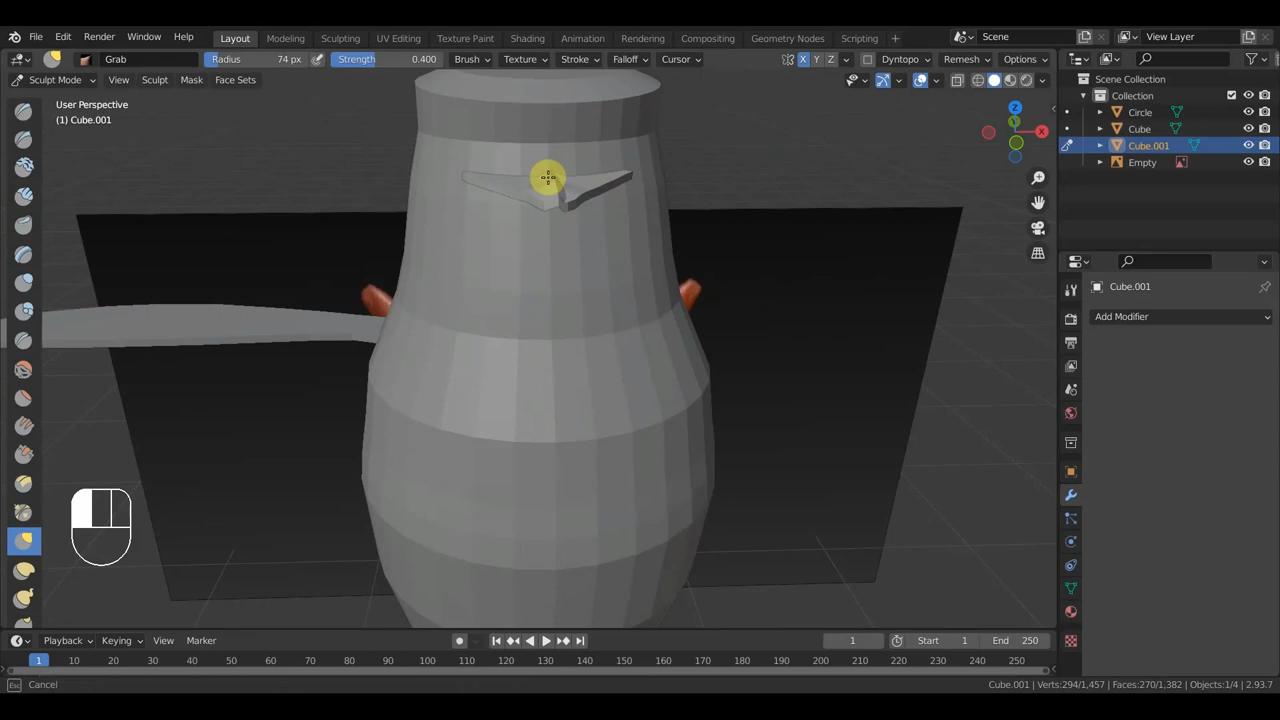 File Edit Render Window Help Layout Modeling Sculpting UV Editing Texture Paint Shading Animation Rendering Compositing Geometry Nodes Scripting + Scene View Layer
Grab Radius 74 px Strength 0.400 Brush Texture Stroke Falloff Cursor X Y Z Dyntopo Remesh Options
Sculpt Mode View Sculpt Mask Face Sets
Scene Collection
Collection
Circle
Cube
Cube.001
Empty
User Perspective
(1) Cube.001
Z
Y
X
Cube.001
Add Modifier
Playback Keying View Marker 1 Start 1 End 250
1 10 20 30 40 50 60 70 80 90 100 110 120 130 140 150 160 170 180 190 200 210 220 230 240 250
Esc Cancel Cube.001 | Verts:294/1,457 | Faces:270/1,382 | Objects:1/4 | 2.93.7